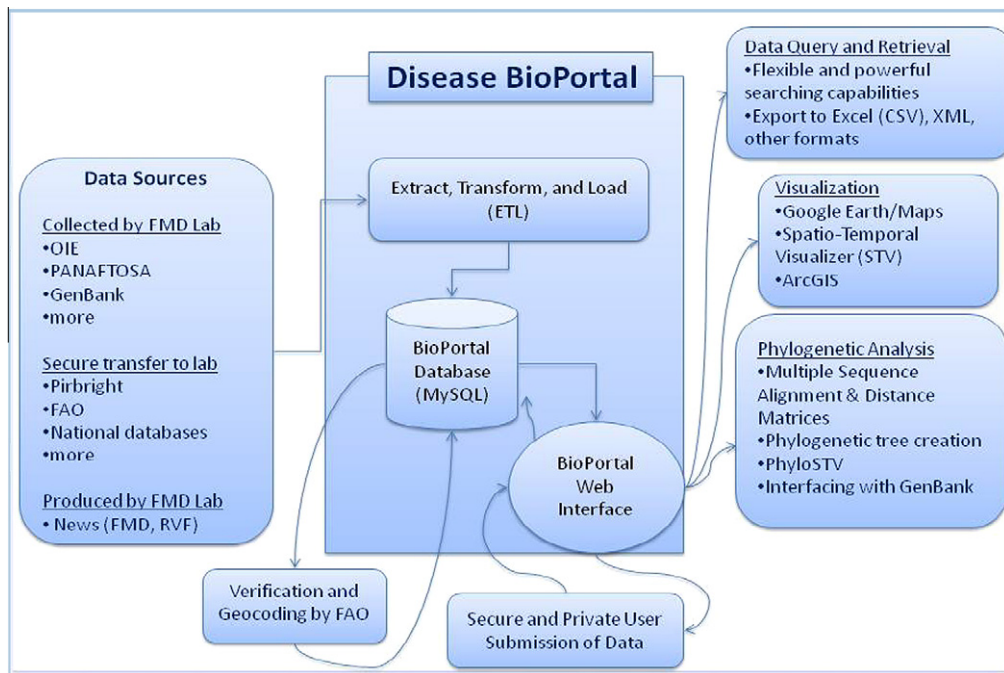 Disease BioPortal
Data Sources
Collected by FMD Lab
•OIE
•PANAFTOSA
•GenBank
•more
Secure transfer to lab
•Pirbright
•FAO
•National databases
•more
Produced by FMD Lab
• News (FMD, RVF)
Extract, Transform, and Load
(ETL)
BioPortal
Database
(MySQL)
BioPortal
Web
Interface
Verification and
Geocoding by FAO
Secure and Private User
Submission of Data
Data Query and Retrieval
•Flexible and powerful
searching capabilities
•Export to Excel (CSV), XML,
other formats
Visualization
•Google Earth/Maps
•Spatio-Temporal
Visualizer (STV)
•ArcGIS
Phylogenetic Analysis
•Multiple Sequence
Alignment & Distance
Matrices
•Phylogenetic tree creation
•PhyloSTV
•Interfacing with GenBank